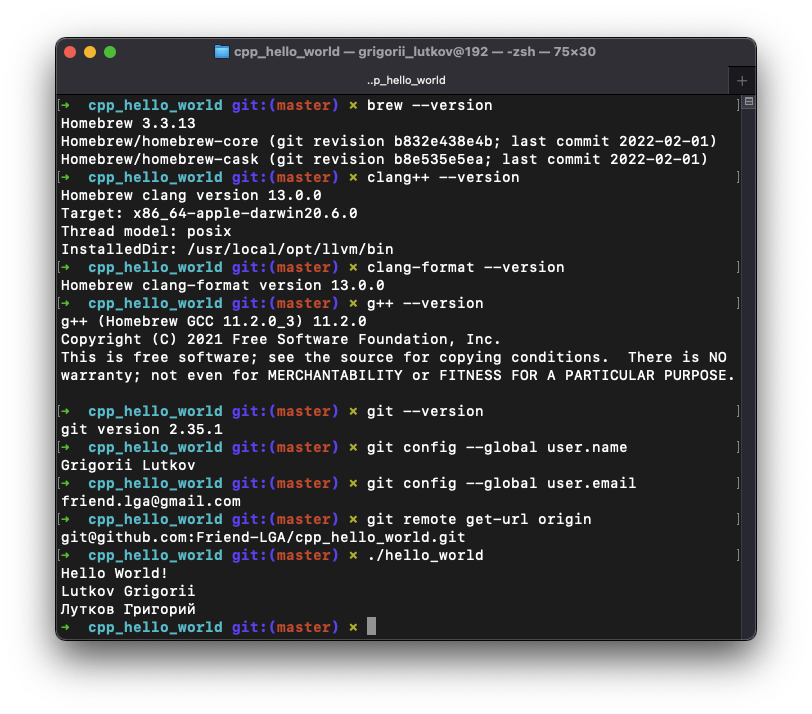 cpp_hello_world — grigorii_lutkov@192 — -zsh — 75×30
..p_hello_world
+
[➜  cpp_hello_world git:(master) × brew --version ]
Homebrew 3.3.13
Homebrew/homebrew-core (git revision b832e438e4b; last commit 2022-02-01)
Homebrew/homebrew-cask (git revision b8e535e5ea; last commit 2022-02-01)
[➜  cpp_hello_world git:(master) × clang++ --version ]
Homebrew clang version 13.0.0
Target: x86_64-apple-darwin20.6.0
Thread model: posix
InstalledDir: /usr/local/opt/llvm/bin
[➜  cpp_hello_world git:(master) × clang-format --version ]
Homebrew clang-format version 13.0.0
[➜  cpp_hello_world git:(master) × g++ --version ]
g++ (Homebrew GCC 11.2.0_3) 11.2.0
Copyright (C) 2021 Free Software Foundation, Inc.
This is free software; see the source for copying conditions.  There is NO
warranty; not even for MERCHANTABILITY or FITNESS FOR A PARTICULAR PURPOSE.
[➜  cpp_hello_world git:(master) × git --version ]
git version 2.35.1
[➜  cpp_hello_world git:(master) × git config --global user.name ]
Grigorii Lutkov
[➜  cpp_hello_world git:(master) × git config --global user.email ]
friend.lga@gmail.com
[➜  cpp_hello_world git:(master) × git remote get-url origin ]
git@github.com:Friend-LGA/cpp_hello_world.git
[➜  cpp_hello_world git:(master) × ./hello_world ]
Hello World!
Lutkov Grigorii
Лутков Григорий
➜  cpp_hello_world git:(master) ×